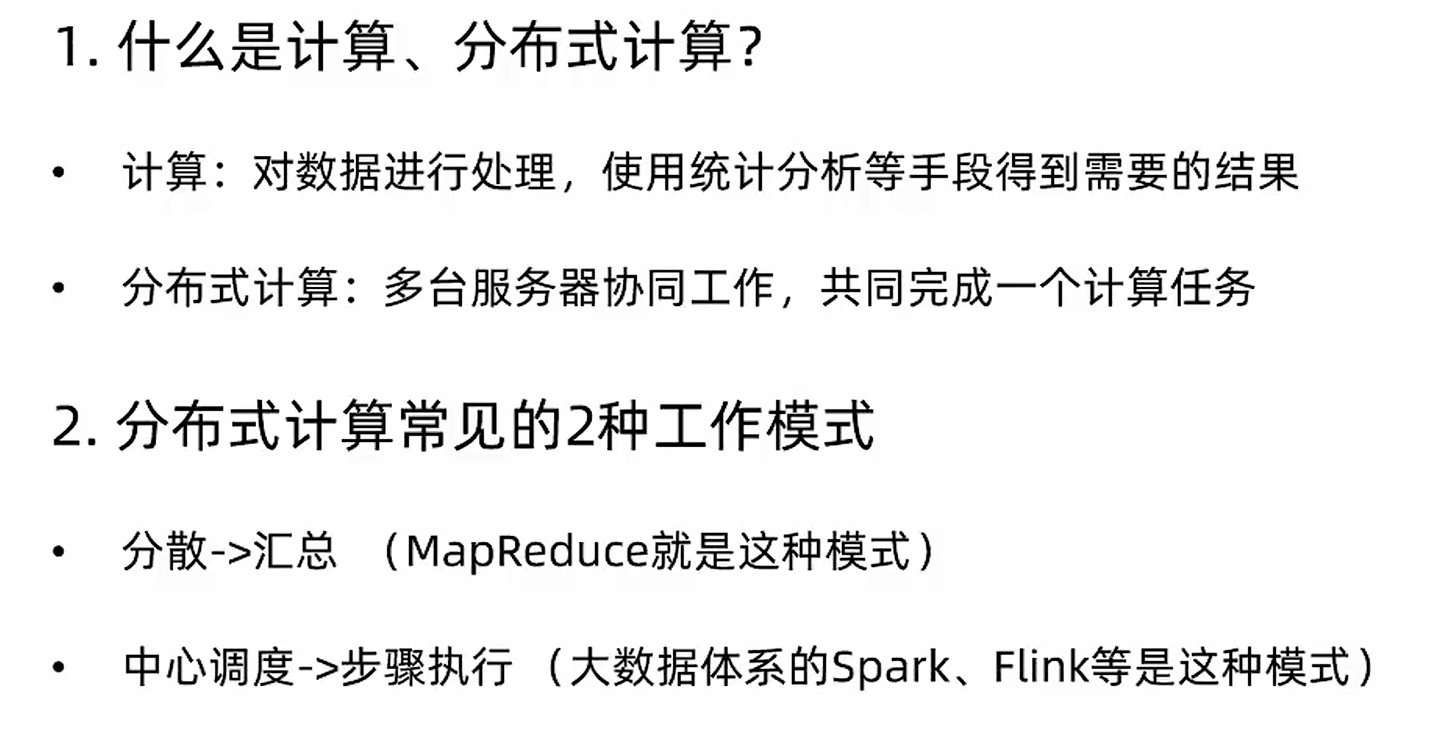 1. 什么是计算、分布式计算？
• 计算：对数据进行处理，使用统计分析等手段得到需要的结果
• 分布式计算：多台服务器协同工作，共同完成一个计算任务
2. 分布式计算常见的2种工作模式
• 分散->汇总 （MapReduce就是这种模式）
• 中心调度->步骤执行 （大数据体系的Spark、Flink等是这种模式）